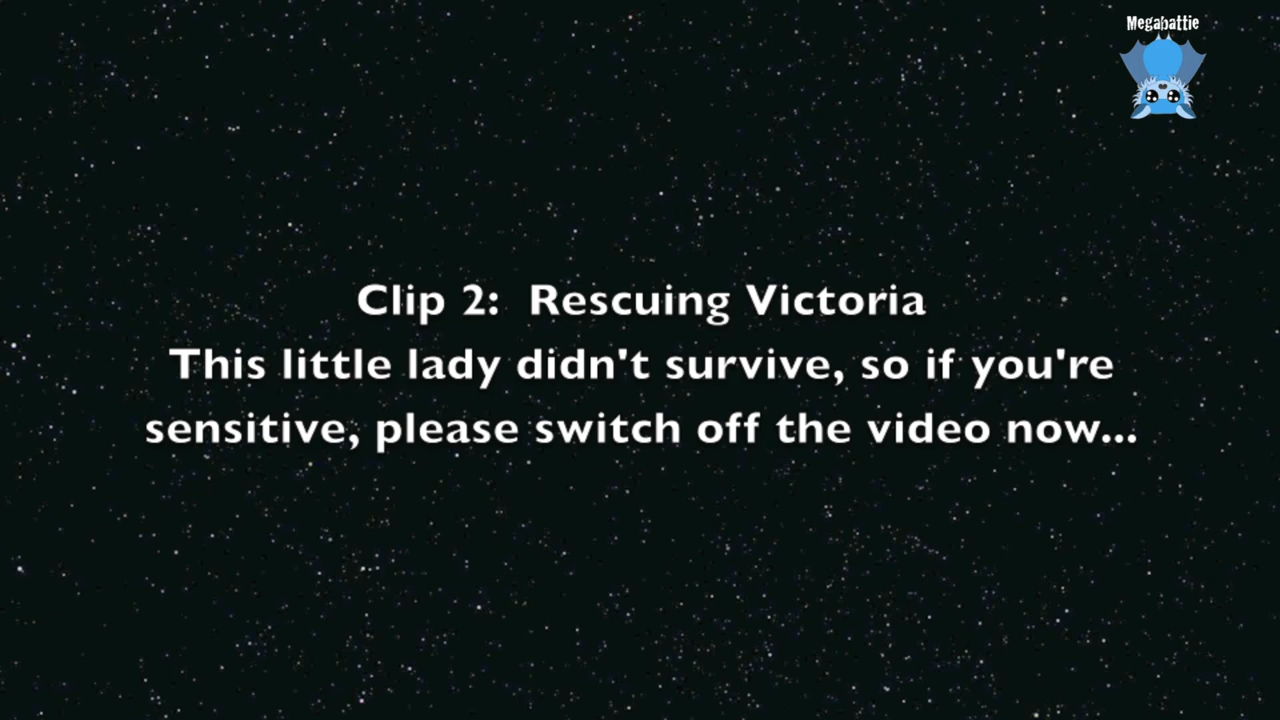 Megabattie
Clip 2:  Rescuing Victoria
This little lady didn't survive, so if you're
sensitive, please switch off the video now...